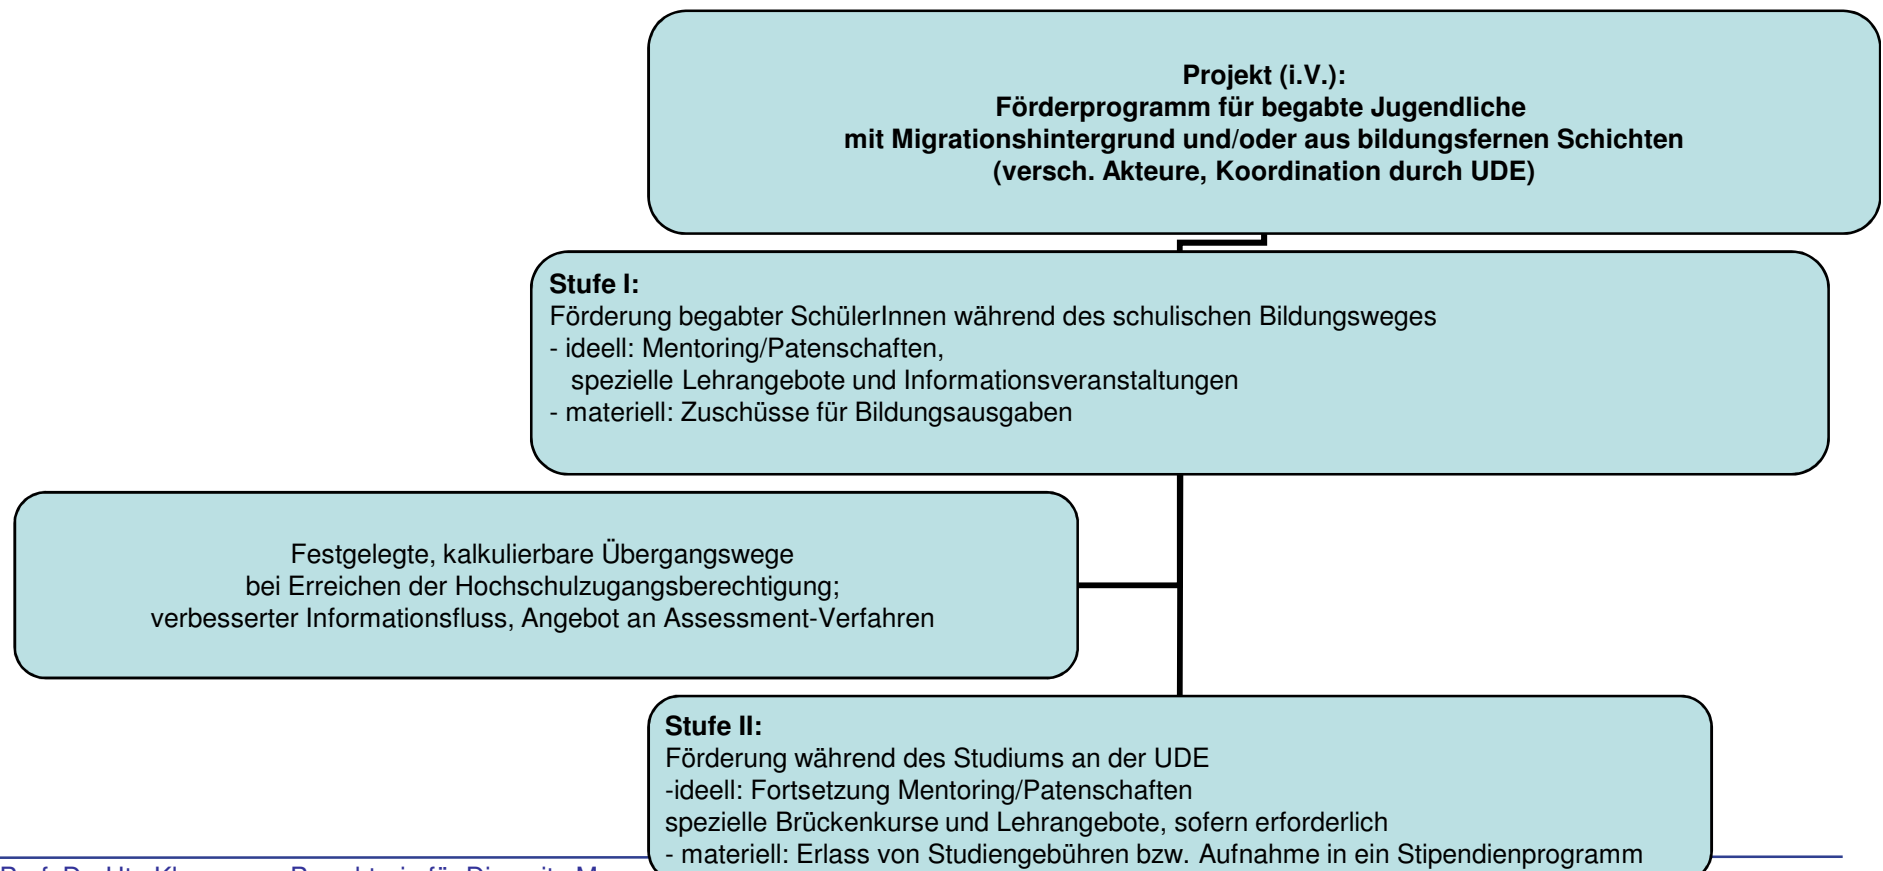 Projekt (i.V.):
Förderprogramm für begabte Jugendliche
mit Migrationshintergrund und/oder aus bildungsfernen Schichten
(versch. Akteure, Koordination durch UDE)
Stufe I:
Förderung begabter SchülerInnen während des schulischen Bildungsweges
- ideell: Mentoring/Patenschaften,
spezielle Lehrangebote und Informationsveranstaltungen
- materiell: Zuschüsse für Bildungsausgaben
Festgelegte, kalkulierbare Übergangswege
bei Erreichen der Hochschulzugangsberechtigung;
verbesserter Informationsfluss, Angebot an Assessment-Verfahren
Stufe II:
Förderung während des Studiums an der UDE
-ideell: Fortsetzung Mentoring/Patenschaften
spezielle Brückenkurse und Lehrangebote, sofern erforderlich
- materiell: Erlass von Studiengebühren bzw. Aufnahme in ein Stipendienprogramm